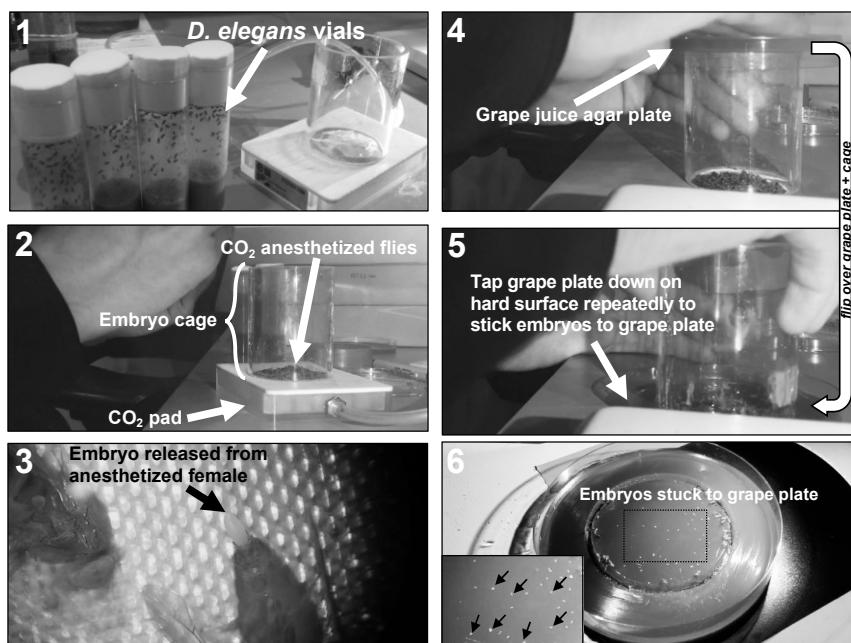 1
D. elegans vials
2
CO2 anesthetized flies
Embryo cage
CO2 pad
3
Embryo released from
anesthetized female
4
Grape juice agar plate
flip over grape plate + cage
5
Tap grape plate down on
hard surface repeatedly to
stick embryos to grape plate
6
Embryos stuck to grape plate